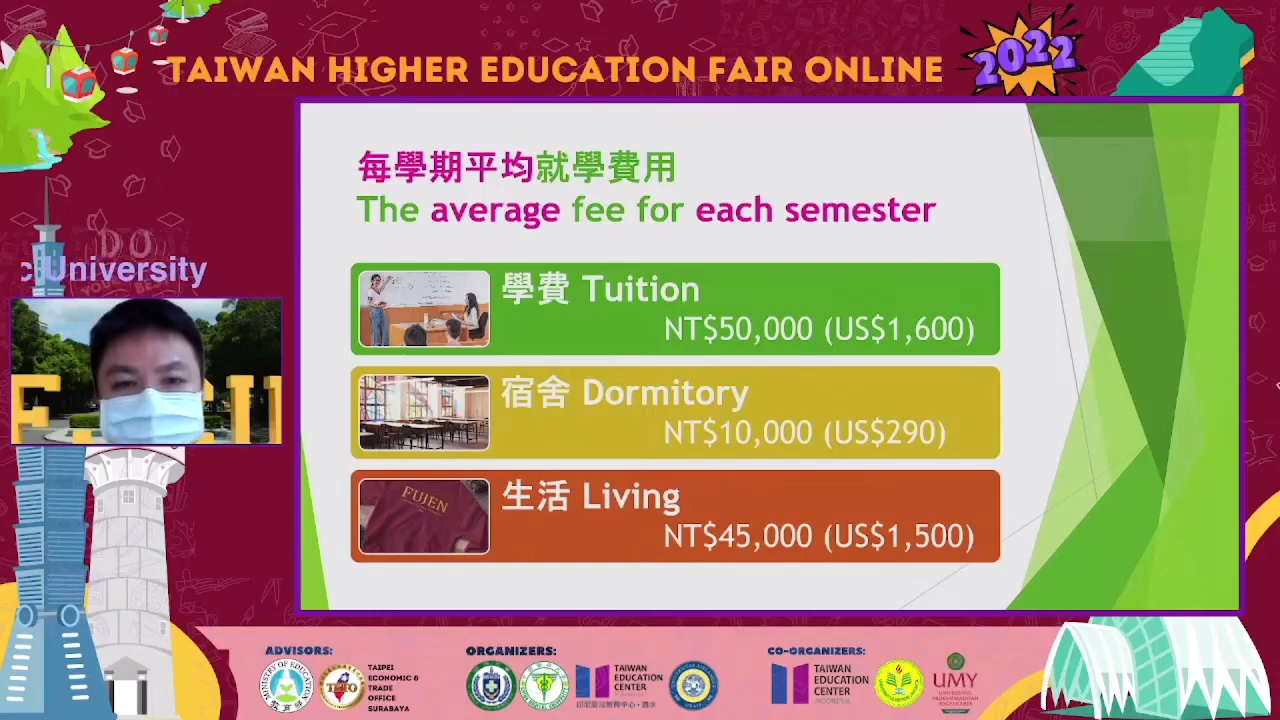 TAIWAN HIGHER EDUCATION FAIR ONLINE
2022
每學期平均就學費用
The average fee for each semester
學費 Tuition
NT$50,000 (US$1,600)
宿舍 Dormitory
NT$10,000 (US$290)
FUJEN
生活 Living
NT$45,000 (US$1,500)
DO
c University
ADVISORS:
TAIPEI
ECONOMIC &
TRADE
OFFICE
SURABAYA
ORGANIZERS:
TAIWAN
EDUCATION
CENTER
CO-ORGANIZERS:
TAIWAN
EDUCATION
CENTER
INDONESIA
UMY